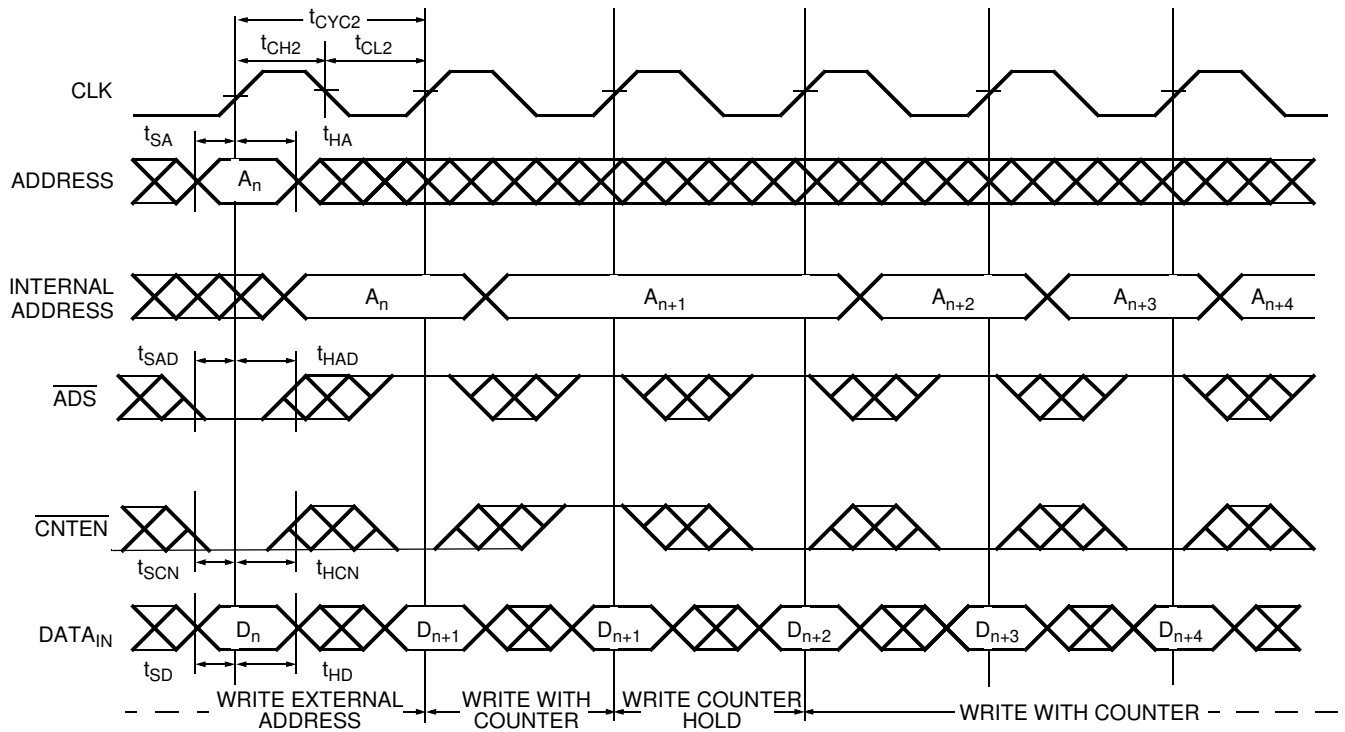 tCYC2
tCH2 tCL2
CLK
tSA tHA
ADDRESS An
INTERNAL
ADDRESS
An An+1 An+2 An+3 An+4
tSAD tHAD
ADS
CNTEN
tSCN tHCN
DATAIN Dn Dn+1 Dn+1 Dn+2 Dn+3 Dn+4
tSD tHD
WRITE EXTERNAL
ADDRESS
WRITE WITH
COUNTER
WRITE COUNTER
HOLD
WRITE WITH COUNTER